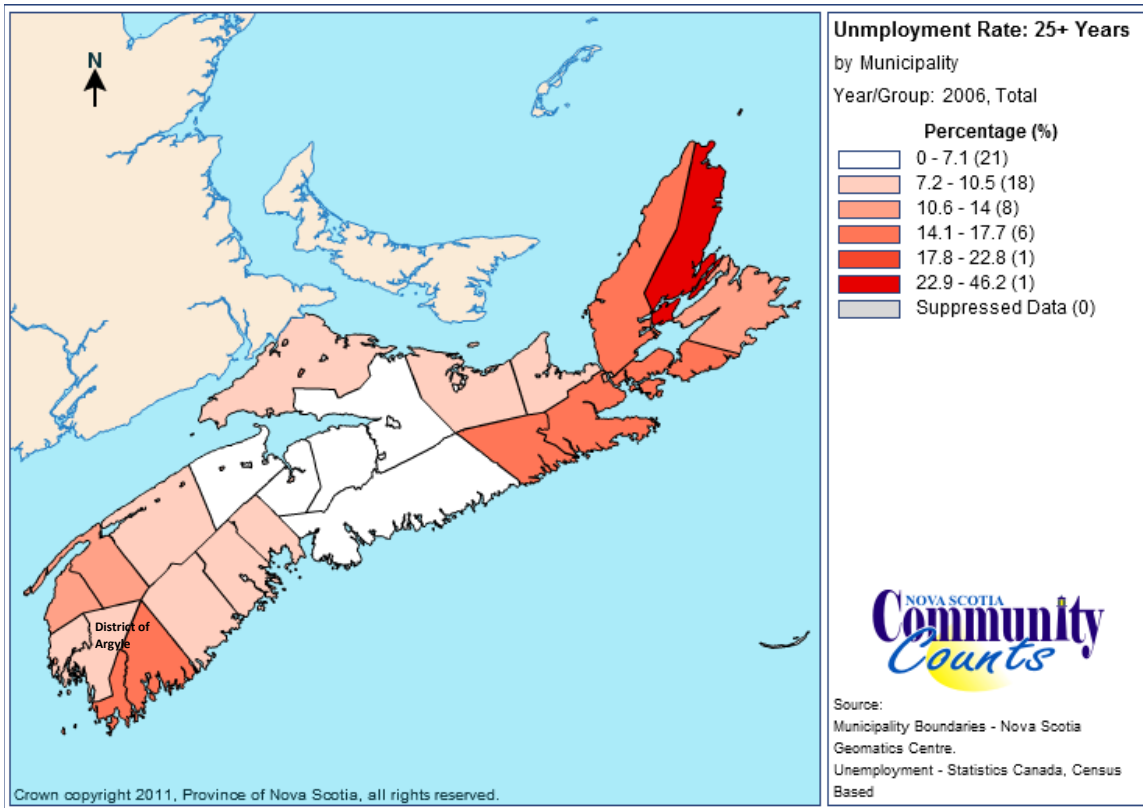 Unmployment Rate: 25+ Years
by Municipality
Year/Group: 2006, Total
Percentage (%)
0 - 7.1 (21)
7.2 - 10.5 (18)
10.6 - 14 (8)
14.1 - 17.7 (6)
17.8 - 22.8 (1)
22.9 - 46.2 (1)
Suppressed Data (0)
N
District of
Argyle
NOVA SCOTIA
Community
Counts
Source:
Municipality Boundaries - Nova Scotia
Geomatics Centre.
Unemployment - Statistics Canada, Census
Based
Crown copyright 2011, Province of Nova Scotia, all rights reserved.